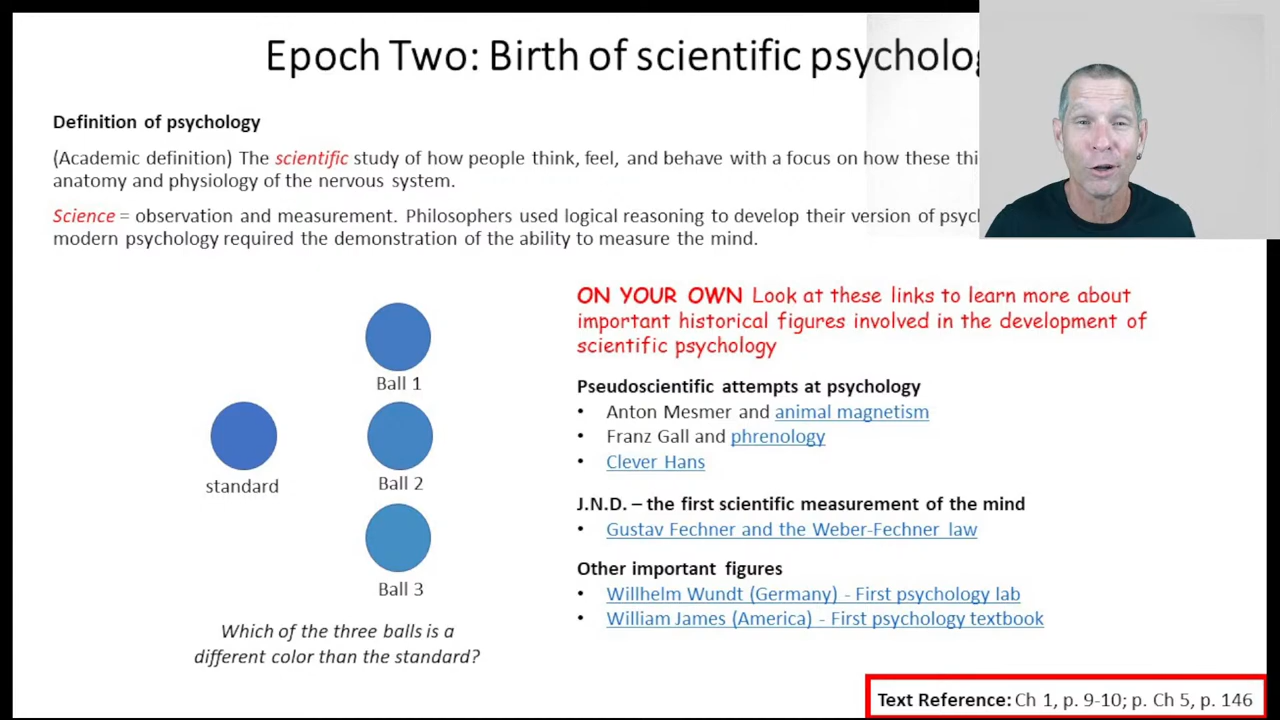 Epoch Two: Birth of scientific
Definition of psychology
(Academic definition) The scientific study of how people think, feel, and behave with a focus on how these
anatomy and physiology of the nervous system.
Science = observation and measurement. Philosophers used logical reasoning to develop their version of
modern psychology required the demonstration of the ability to measure the mind.
ON YOUR OWN Look at these links to learn more about
important historical figures involved in the development of
scientific psychology
Ball 1
standard
Ball 2
Ball 3
Which of the three balls is a
different color than the standard?
Pseudoscientific attempts at psychology
• Anton Mesmer and animal magnetism
• Franz Gall and phrenology
• Clever Hans
J.N.D. – the first scientific measurement of the mind
• Gustav Fechner and the Weber-Fechner law
Other important figures
• Willhelm Wundt (Germany) - First psychology lab
• William James (America) - First psychology textbook
Text Reference: Ch 1, p. 9-10; p. Ch 5, p. 146